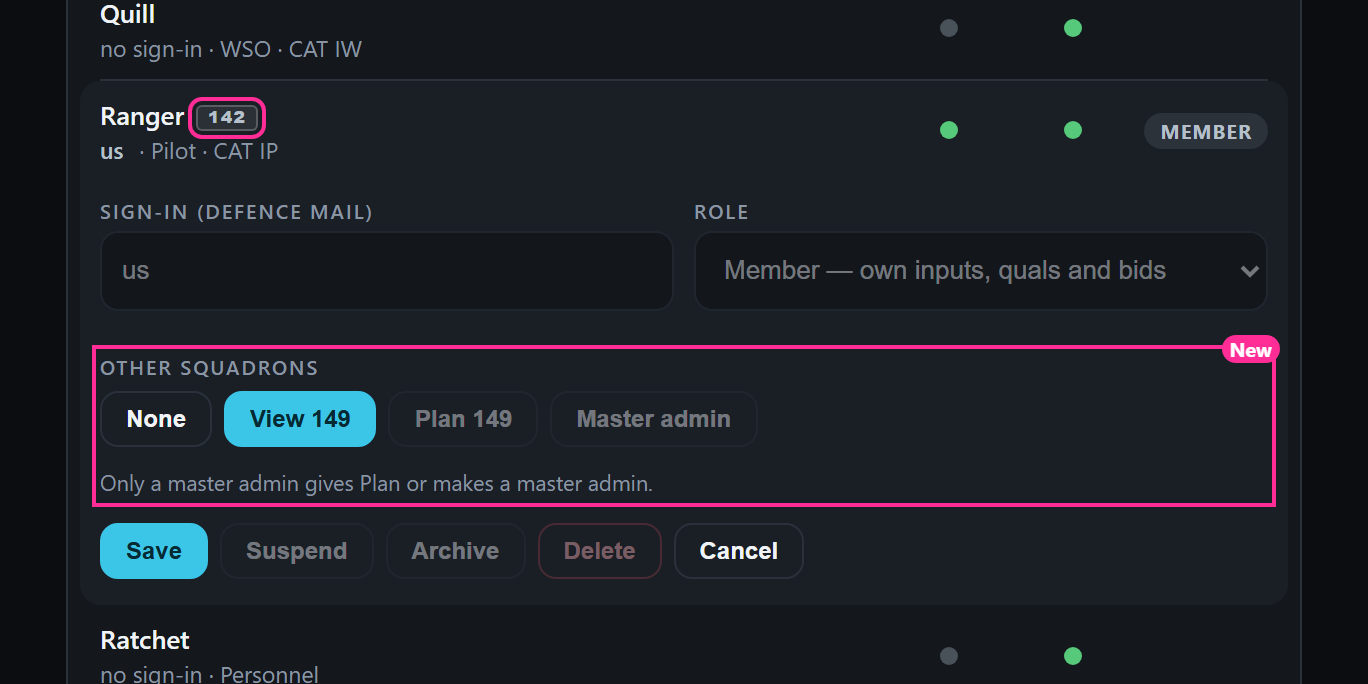 Quill
no sign-in · WSO · CAT IW
Ranger 142
us · Pilot · CAT IP
MEMBER
SIGN-IN (DEFENCE MAIL)
ROLE
us
Member — own inputs, quals and bids
New
OTHER SQUADRONS
None View 149 Plan 149 Master admin
Only a master admin gives Plan or makes a master admin.
Save Suspend Archive Delete Cancel
Ratchet
no sign-in · Personnel